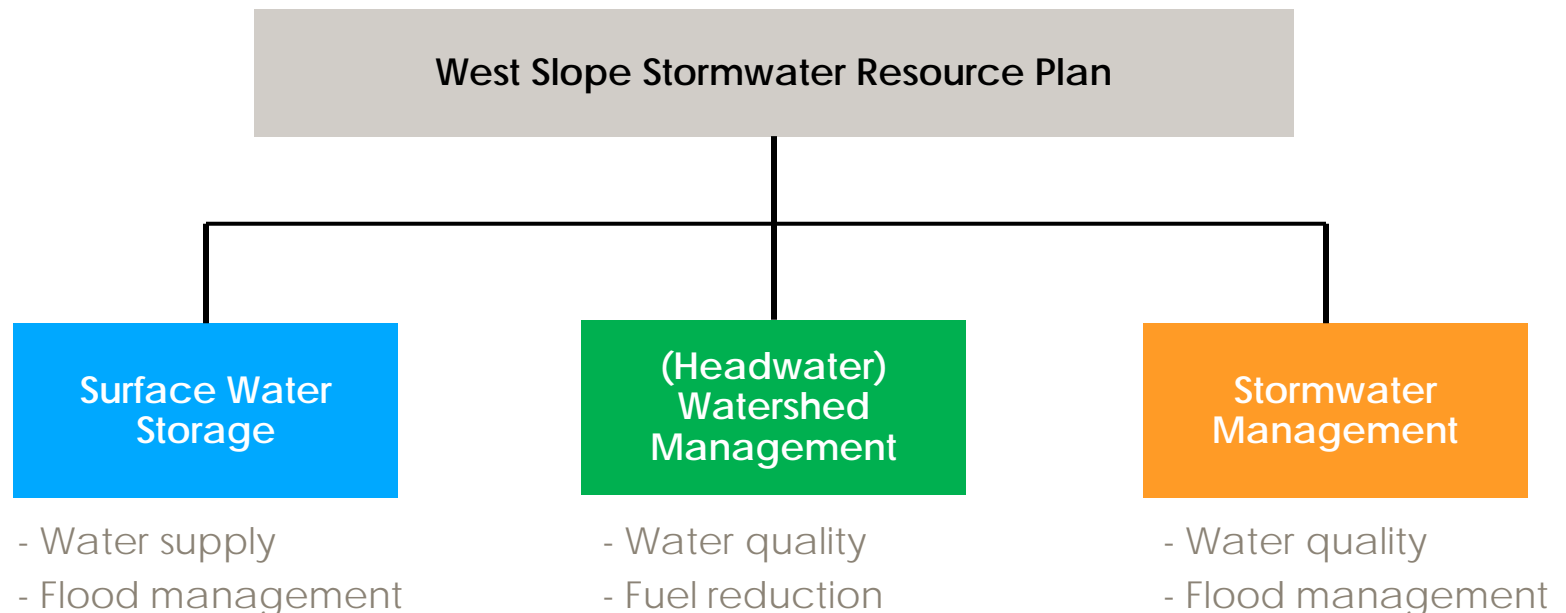 West Slope Stormwater Resource Plan
Surface Water
Storage
(Headwater)
Watershed
Management
Stormwater
Management
- Water supply
- Flood management
- Water quality
- Fuel reduction
- Water quality
- Flood management